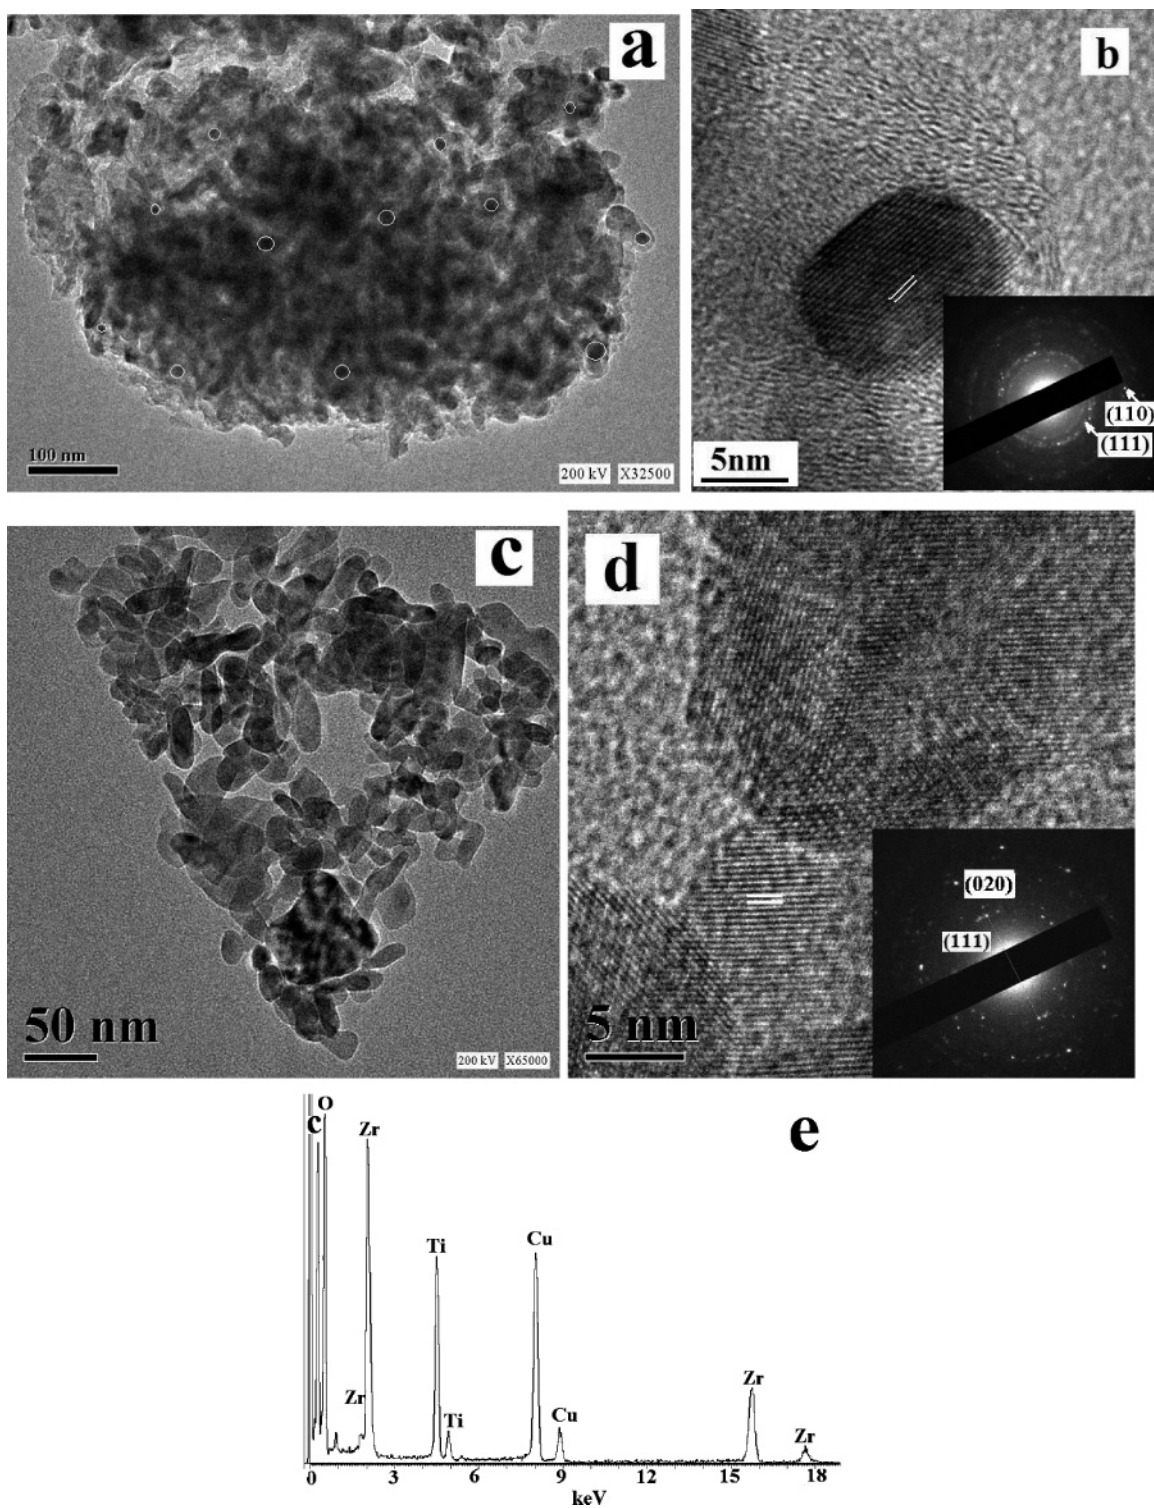 a
100 nm
200 kV X32500
b
5nm
(110)
(111)
c
50 nm
200 kV X65000
d
5 nm
(020)
(111)
e
O
c
Zr
Ti
Cu
Zr
Ti
Cu
Zr
Zr
0 3 6 9 12 15 18
keV